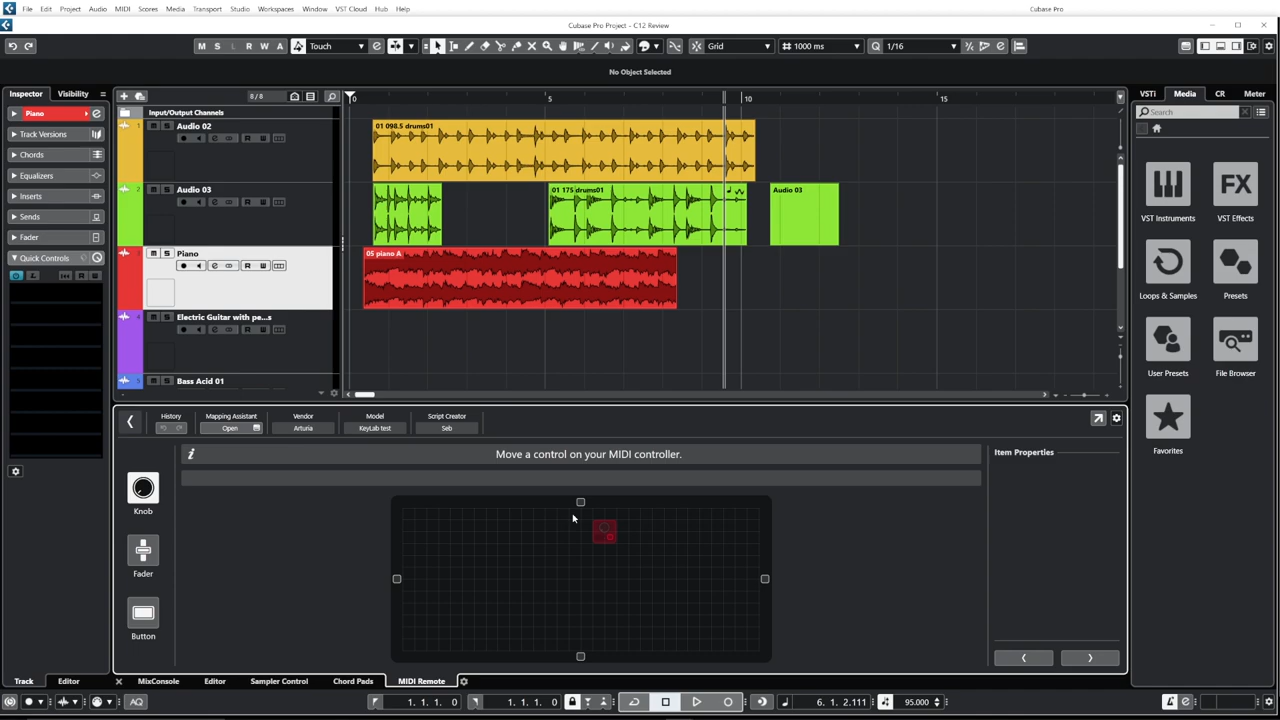 File Edit Project Audio MIDI Scores Media Transport Studio Workspaces Window VST Cloud Hub Help Cubase Pro
Cubase Pro Project - C12 Review
M S L R W A Touch Grid 1000 ms Q 1/16
No Object Selected
Inspector Visibility
8/8
0 5 10 15
VSTi Media CR Meter
Piano
Input/Output Channels
Search
Track Versions
1 Audio 02
01 098.5 drums01
Chords
Equalizers
Inserts
2 Audio 03
01 175 drums01
Audio 03
VST Instruments VST Effects
FX
Sends
Fader
Quick Controls
Piano
05 piano A
Loops & Samples Presets
Electric Guitar with pe...s
User Presets File Browser
Bass Acid 01
History Mapping Assistant Vendor Model Script Creator
Open Arturia KeyLab test Seb
Favorites
Move a control on your MIDI controller.
Item Properties
Knob
Fader
Button
Track Editor MixConsole Editor Sampler Control Chord Pads MIDI Remote
AQ 1. 1. 1. 0 1. 1. 1. 0 6. 1. 2.111 95.000